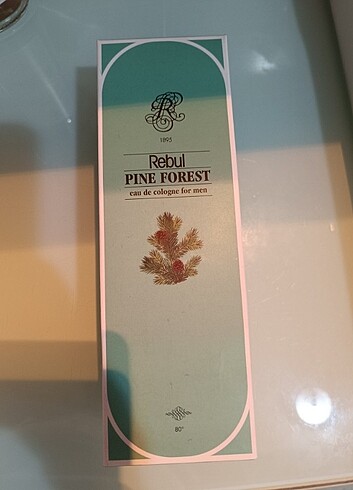 R
1895
Rebul
PINE FOREST
eau de cologne for men
80°